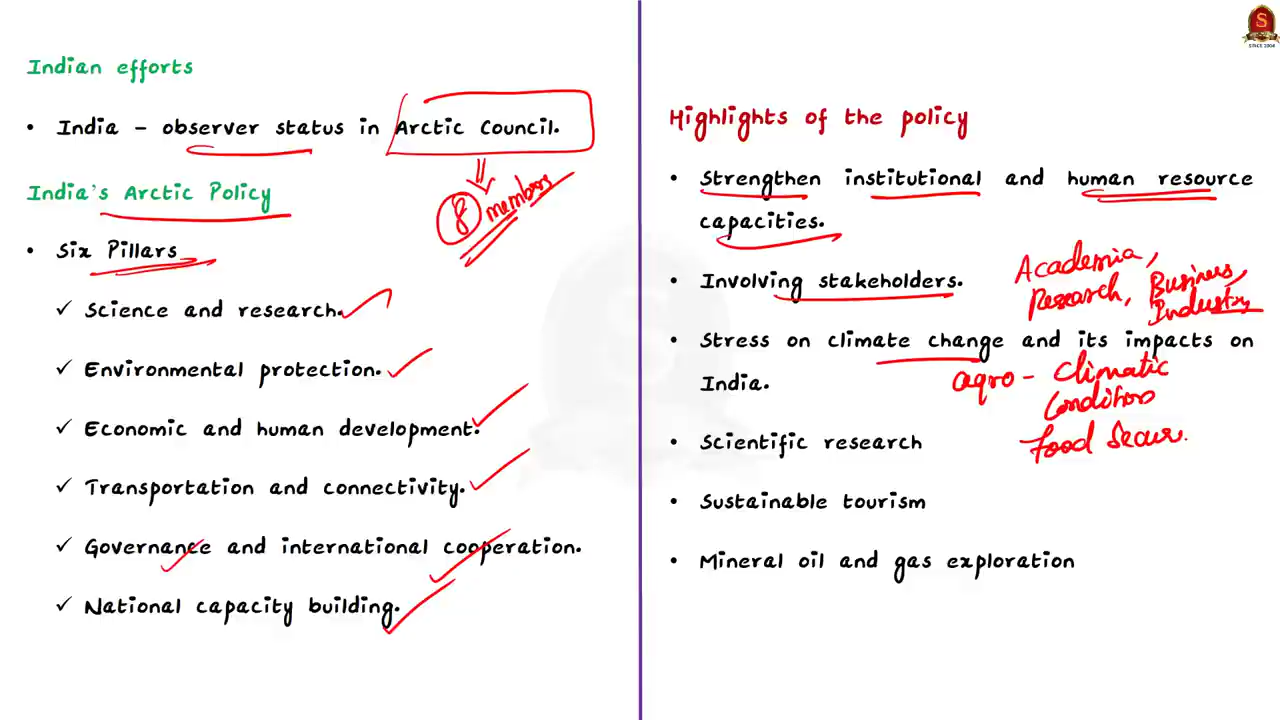 S
SINCE 2004
Indian efforts
• India – observer status in Arctic Council.
8 members
India's Arctic Policy
• Six Pillars
✓ Science and research.
✓ Environmental protection.
✓ Economic and human development.
✓ Transportation and connectivity.
✓ Governance and international cooperation.
✓ National capacity building.
Highlights of the policy
• Strengthen institutional and human resource
capacities.
• Involving stakeholders.
Academia,
Research, Business,
Industry
• Stress on climate change and its impacts on
India.
agro - Climatic
Conditions
food Secur.
• Scientific research
• Sustainable tourism
• Mineral oil and gas exploration